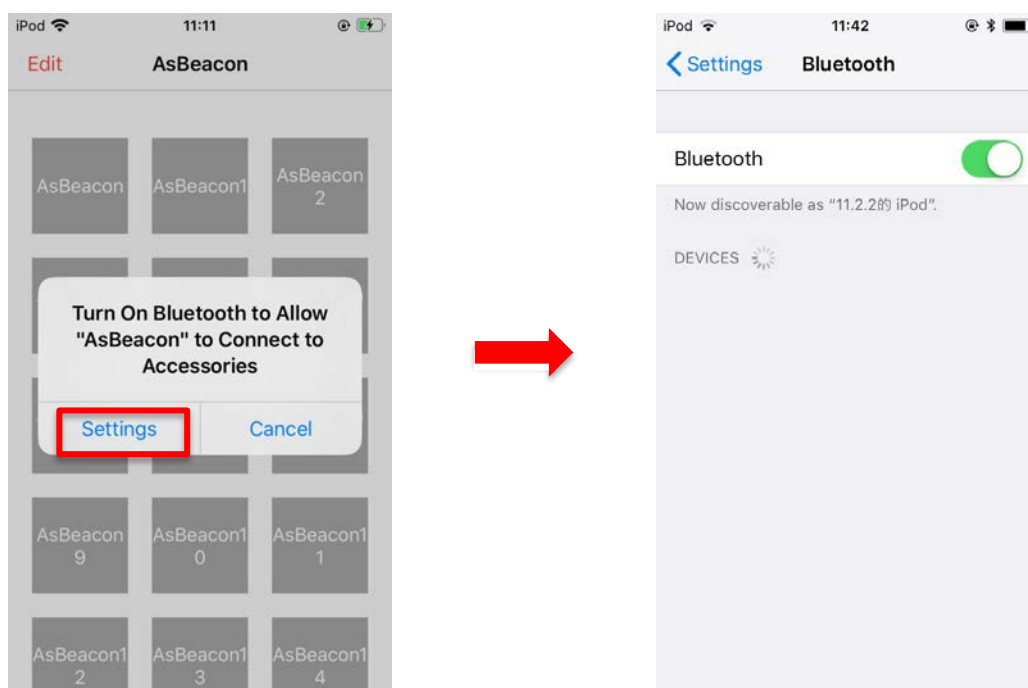 iPod 11:11
Edit AsBeacon
AsBeacon AsBeacon1 AsBeacon
2
Turn On Bluetooth to Allow
"AsBeacon" to Connect to
Accessories
Settings Cancel
AsBeacon AsBeacon1 AsBeacon1
9 0 1
AsBeacon1 AsBeacon1 AsBeacon1
2 3 4
iPod 11:42
Settings Bluetooth
Bluetooth
Now discoverable as “11.2.2的 iPod”.
DEVICES